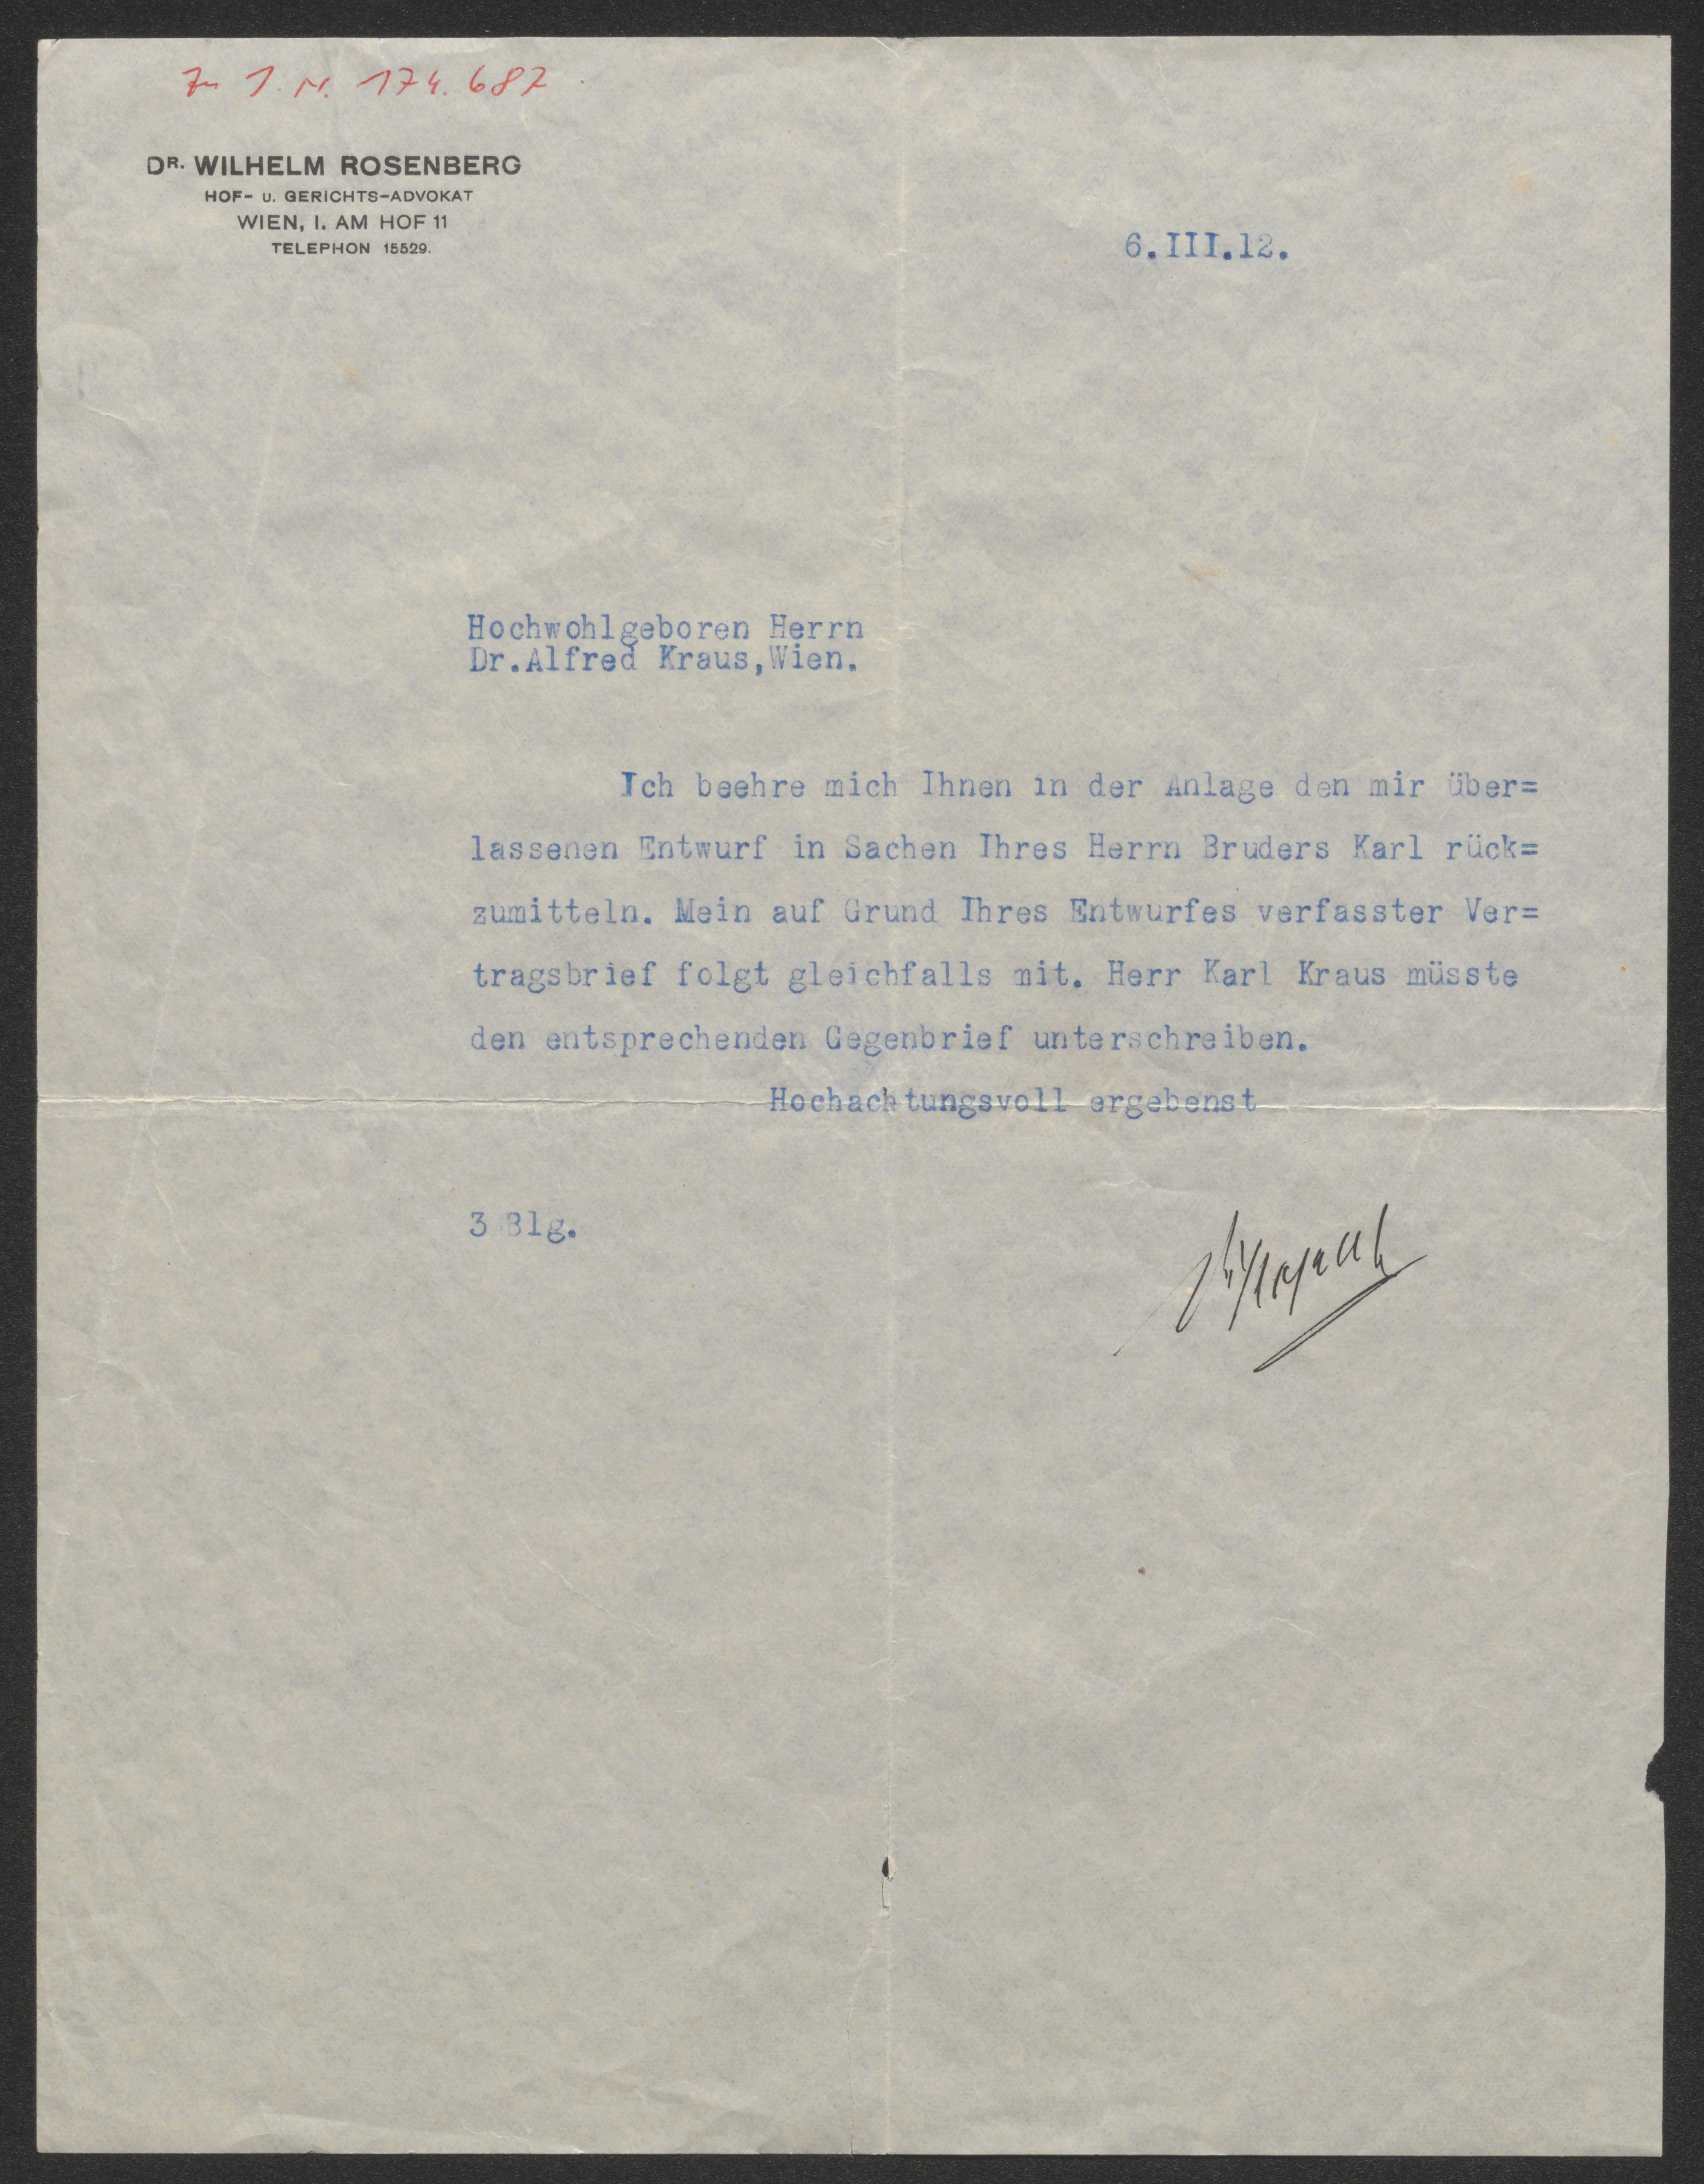 Zu I. N. 174.687
DR. WILHELM ROSENBERG
HOF- U. GERICHTS-ADVOKAT
WIEN, I. AM HOF 11
TELEPHON 15529.
6.III.12.
Hochwohlgeboren Herrn
Dr.Alfred Kraus,Wien.
Ich beehre mich Ihnen in der Anlage den mir über=
lassenen Entwurf in Sachen Ihres Herrn Bruders Karl rück=
zumitteln. Mein auf Grund Ihres Entwurfes verfasster Ver=
tragsbrief folgt gleichfalls mit. Herr Karl Kraus müsste
den entsprechenden Gegenbrief unterschreiben.
Hochachtungsvoll ergebenst
3 Blg.